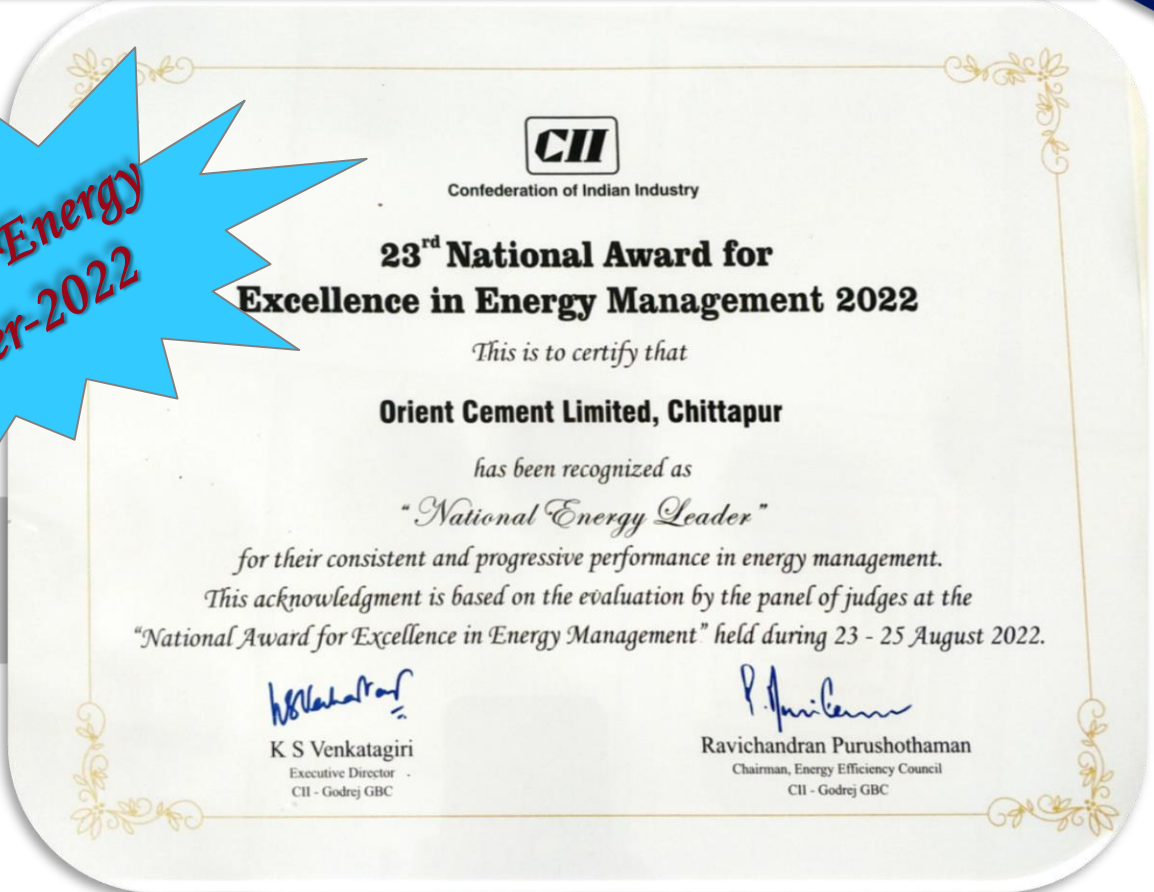 Energy
er-2022
CII
Confederation of Indian Industry
23rd National Award for
Excellence in Energy Management 2022
This is to certify that
Orient Cement Limited, Chittapur
has been recognized as
“National Energy Leader”
for their consistent and progressive performance in energy management.
This acknowledgment is based on the evaluation by the panel of judges at the
“National Award for Excellence in Energy Management” held during 23 - 25 August 2022.
K S Venkatagiri
Executive Director
CII - Godrej GBC
Ravichandran Purushothaman
Chairman, Energy Efficiency Council
CII - Godrej GBC